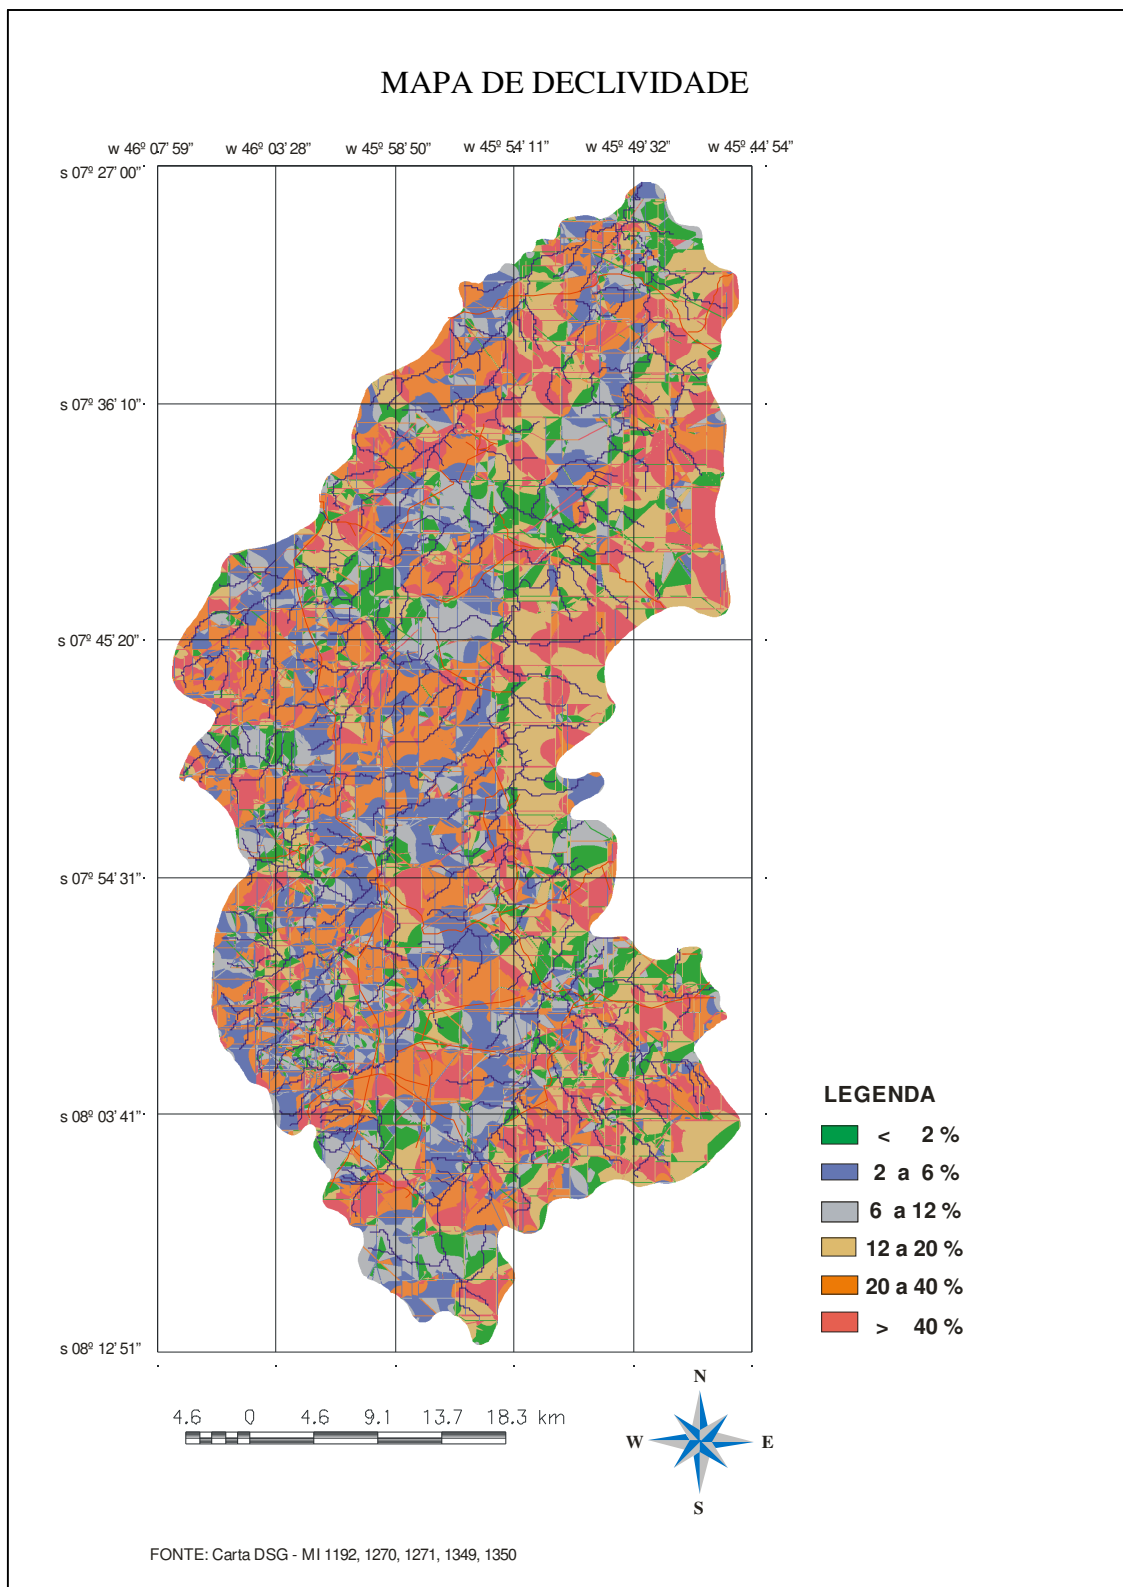 MAPA DE DECLIVIDADE
w 46º 07' 59" w 46º 03' 28" w 45º 58' 50" w 45º 54' 11" w 45º 49' 32" w 45º 44' 54"
s 07º 27' 00"
s 07º 36' 10"
s 07º 45' 20"
s 07º 54' 31"
s 08º 03' 41"
s 08º 12' 51"
LEGENDA
< 2 %
2 a 6 %
6 a 12 %
12 a 20 %
20 a 40 %
> 40 %
4.6 0 4.6 9.1 13.7 18.3 km
N
W E
S
FONTE: Carta DSG - MI 1192, 1270, 1271, 1349, 1350